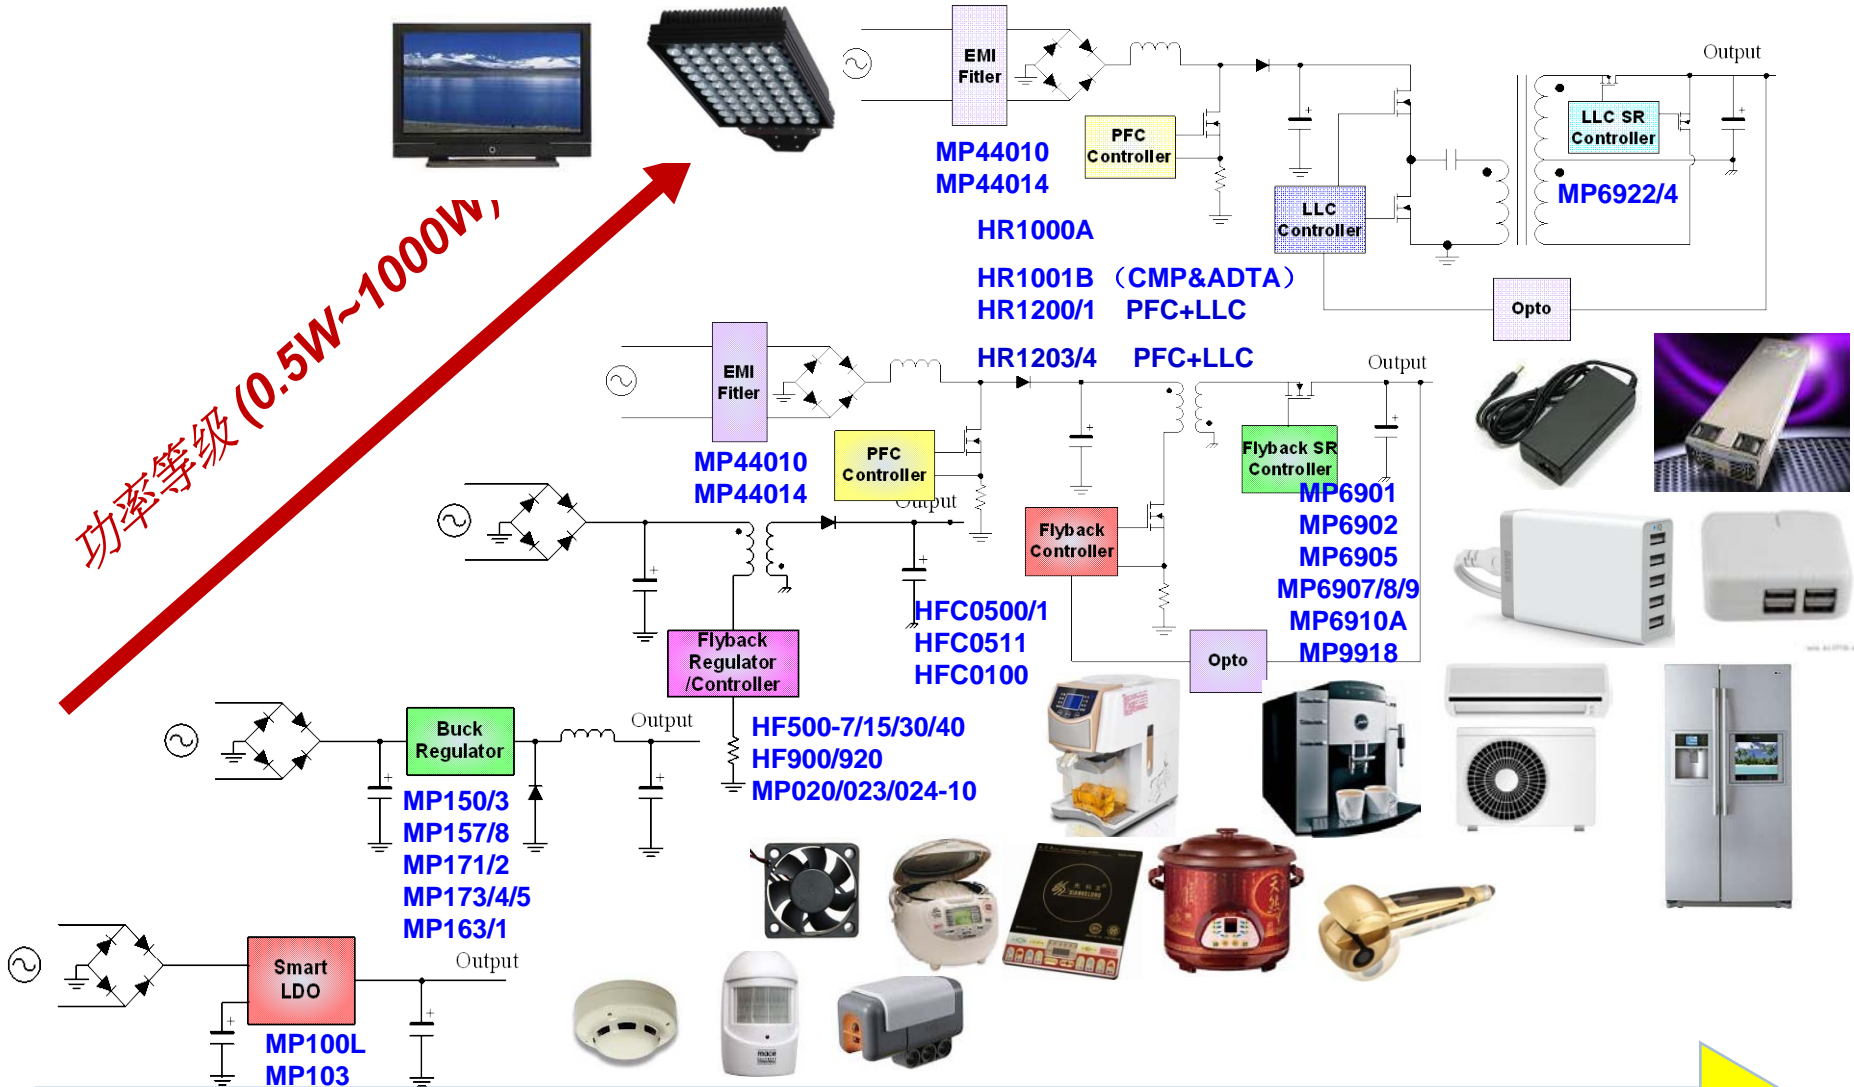 Output
EMI
Fitler
LLC SR
Controller
PFC
Controller
MP44010
MP44014
MP6922/4
LLC
Controller
HR1000A
HR1001B （CMP&ADTA）
HR1200/1 PFC+LLC
Opto
HR1203/4 PFC+LLC
功率等级 (0.5W~1000W)
Output
EMI
Fitler
PFC
Controller
Flyback SR
Controller
MP44010
MP44014
MP6901
MP6902
MP6905
MP6907/8/9
MP6910A
MP9918
Output
Flyback
Controller
HFC0500/1
HFC0511
HFC0100
Opto
Flyback
Regulator
/Controller
HF500-7/15/30/40
HF900/920
MP020/023/024-10
Output
Buck
Regulator
MP150/3
MP157/8
MP171/2
MP173/4/5
MP163/1
Output
Smart
LDO
MP100L
MP103
mace
天然